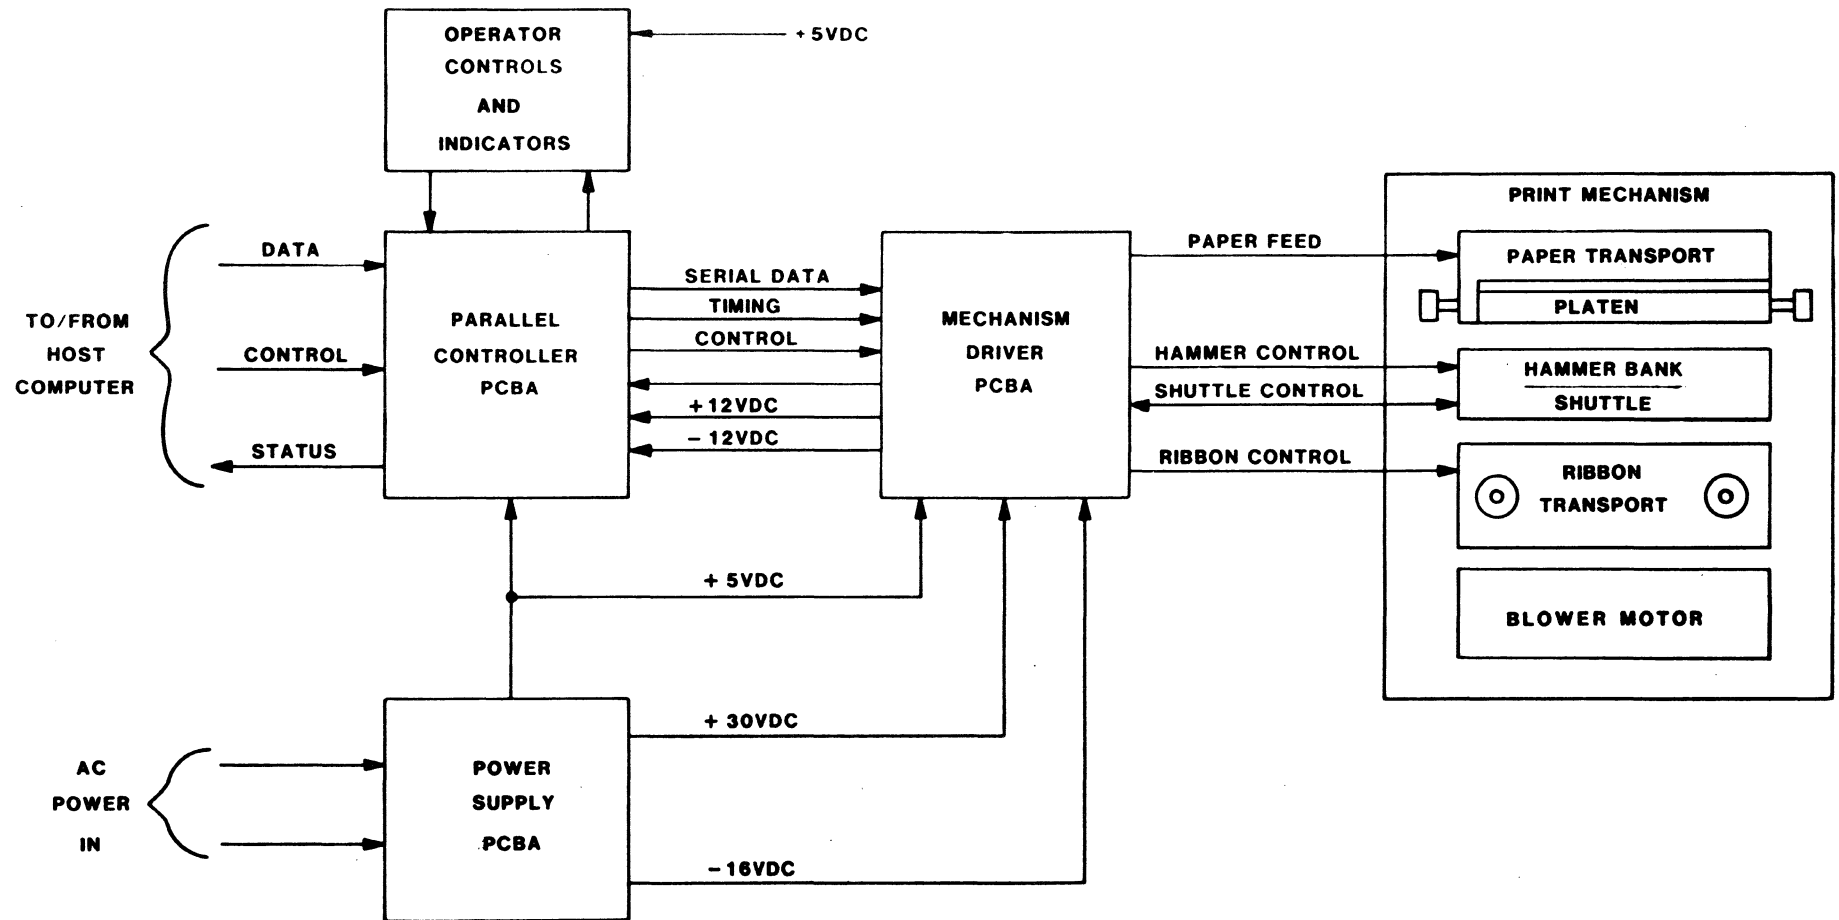 OPERATOR
CONTROLS
AND
INDICATORS
+5VDC
TO/FROM
HOST
COMPUTER
DATA
CONTROL
STATUS
PARALLEL
CONTROLLER
PCBA
SERIAL DATA
TIMING
CONTROL
+12VDC
-12VDC
MECHANISM
DRIVER
PCBA
PAPER FEED
HAMMER CONTROL
SHUTTLE CONTROL
RIBBON CONTROL
PRINT MECHANISM
PAPER TRANSPORT
PLATEN
HAMMER BANK
SHUTTLE
RIBBON
TRANSPORT
BLOWER MOTOR
+5VDC
+30VDC
-16VDC
AC
POWER
IN
POWER
SUPPLY
PCBA